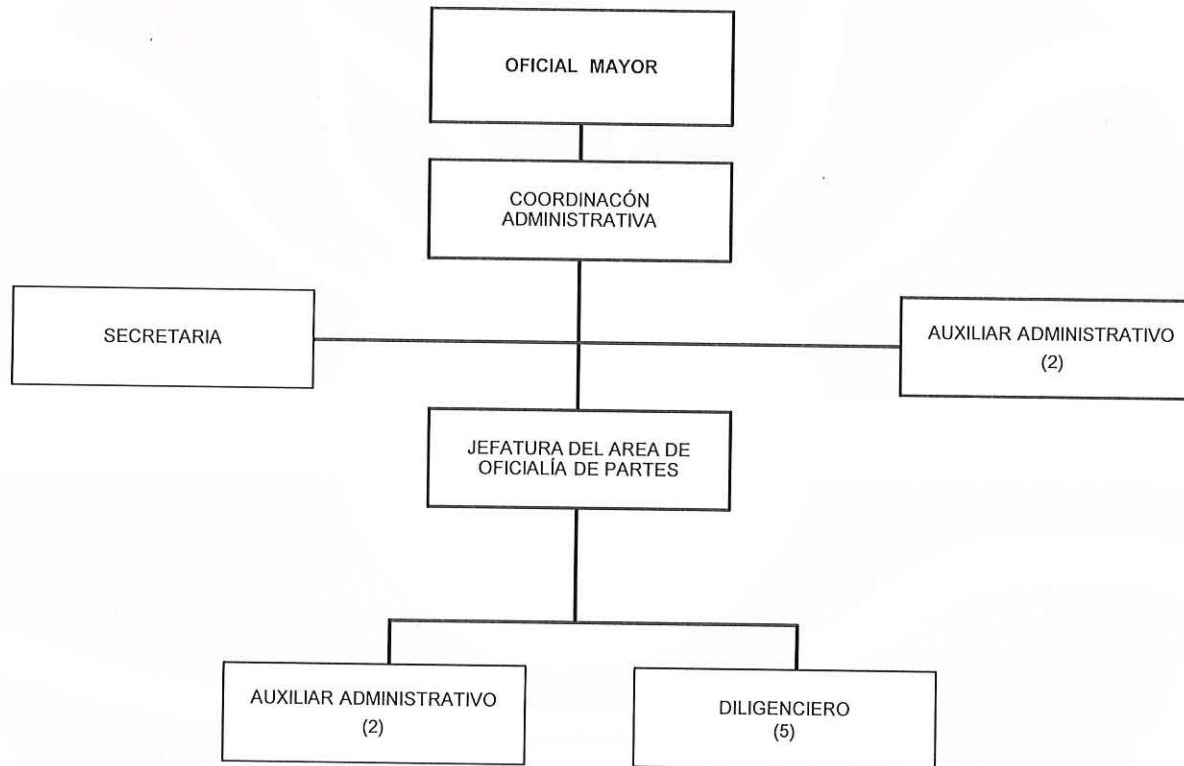 OFICIAL MAYOR
COORDINACÓN
ADMINISTRATIVA
SECRETARIA
AUXILIAR ADMINISTRATIVO
(2)
JEFATURA DEL AREA DE
OFICIALÍA DE PARTES
AUXILIAR ADMINISTRATIVO
(2)
DILIGENCIERO
(5)